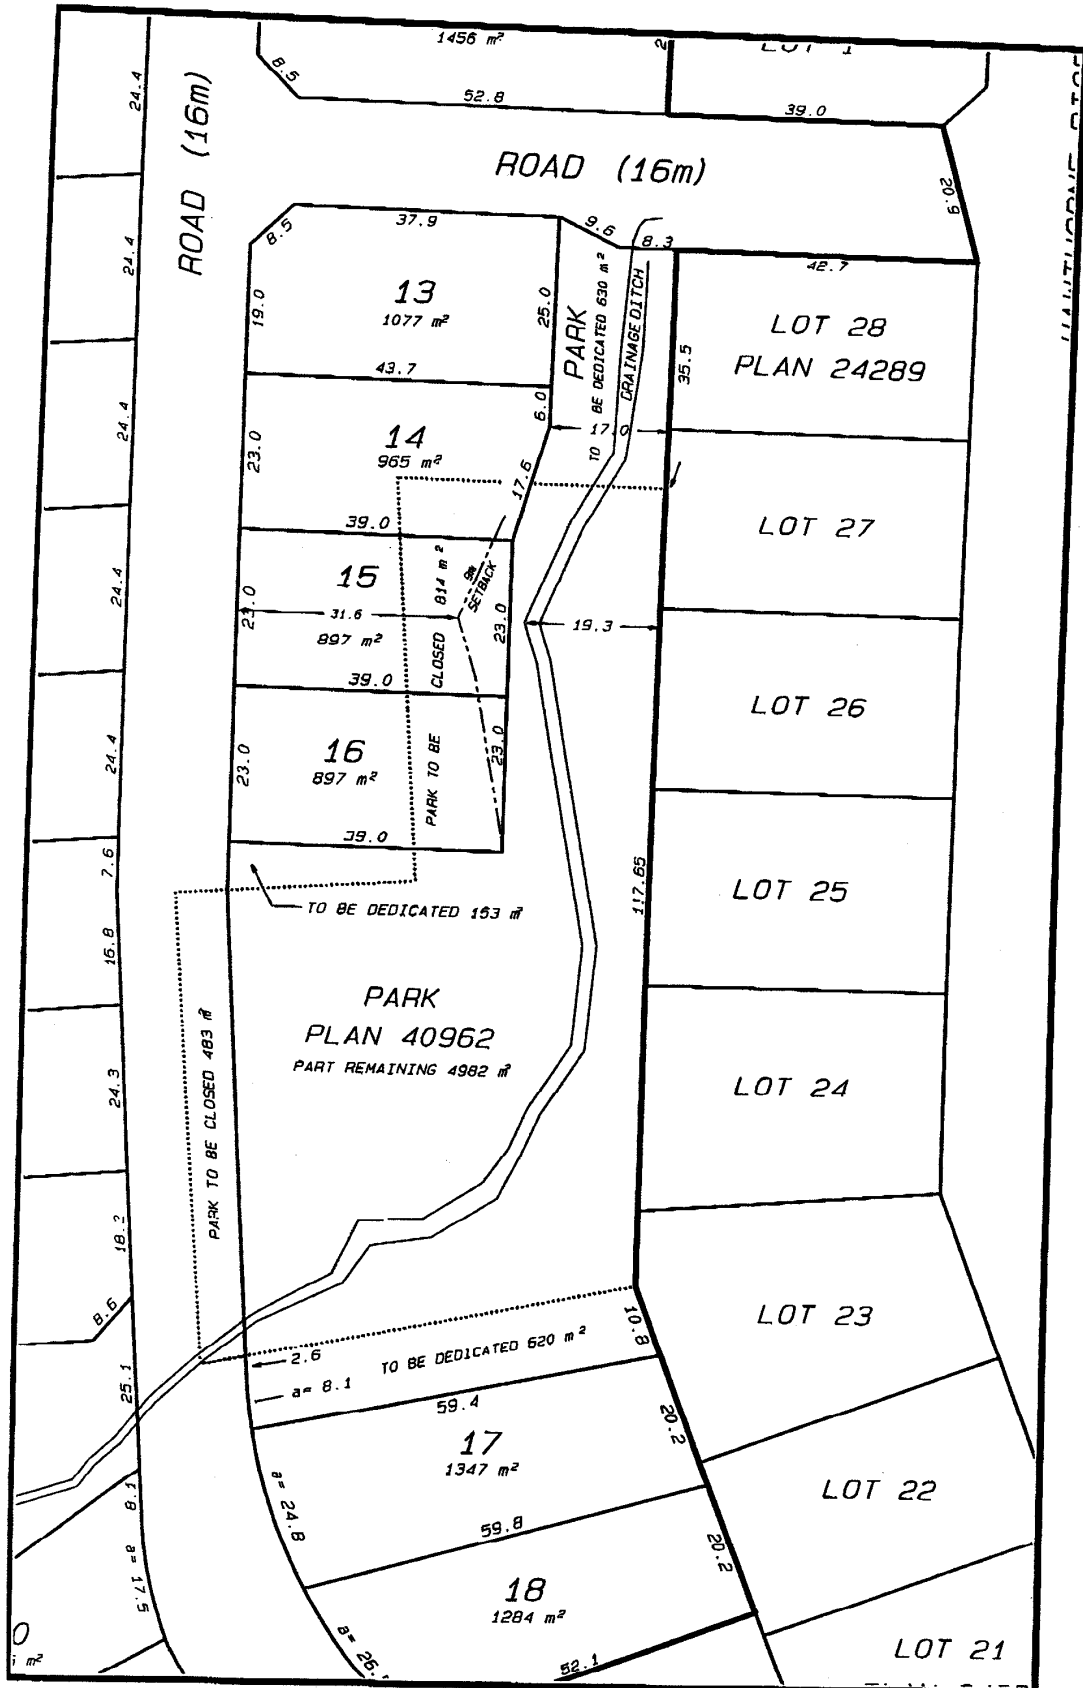 1456 m²
2
LOT 1
8.5
52.8
39.0
24.4
ROAD (16m)
ROAD (16m)
20.9
37.9
9.6
8.3
8.5
42.7
24.4
19.0
13
1077 m²
25.0
PARK
TO BE DEDICATED 630 m²
DRAINAGE DITCH
35.5
LOT 28
PLAN 24289
43.7
6.0
24.4
23.0
14
965 m²
17.6
17.0
39.0
LOT 27
24.4
23.0
15
31.6
897 m²
PARK TO BE CLOSED 814 m²
9m SETBACK
23.0
19.3
39.0
LOT 26
24.4
23.0
16
897 m²
23.0
39.0
7.6
117.65
LOT 25
TO BE DEDICATED 153 m²
16.8
PARK
PLAN 40962
PART REMAINING 4982 m²
PARK TO BE CLOSED 483 m²
24.3
LOT 24
18.2
8.6
10.8
LOT 23
2.6
TO BE DEDICATED 620 m²
a= 8.1
25.1
59.4
20.2
17
1347 m²
8.1
a= 24.8
LOT 22
59.8
20.2
a= 17.5
18
1284 m²
a= 26.
52.1
LOT 21
0
m²